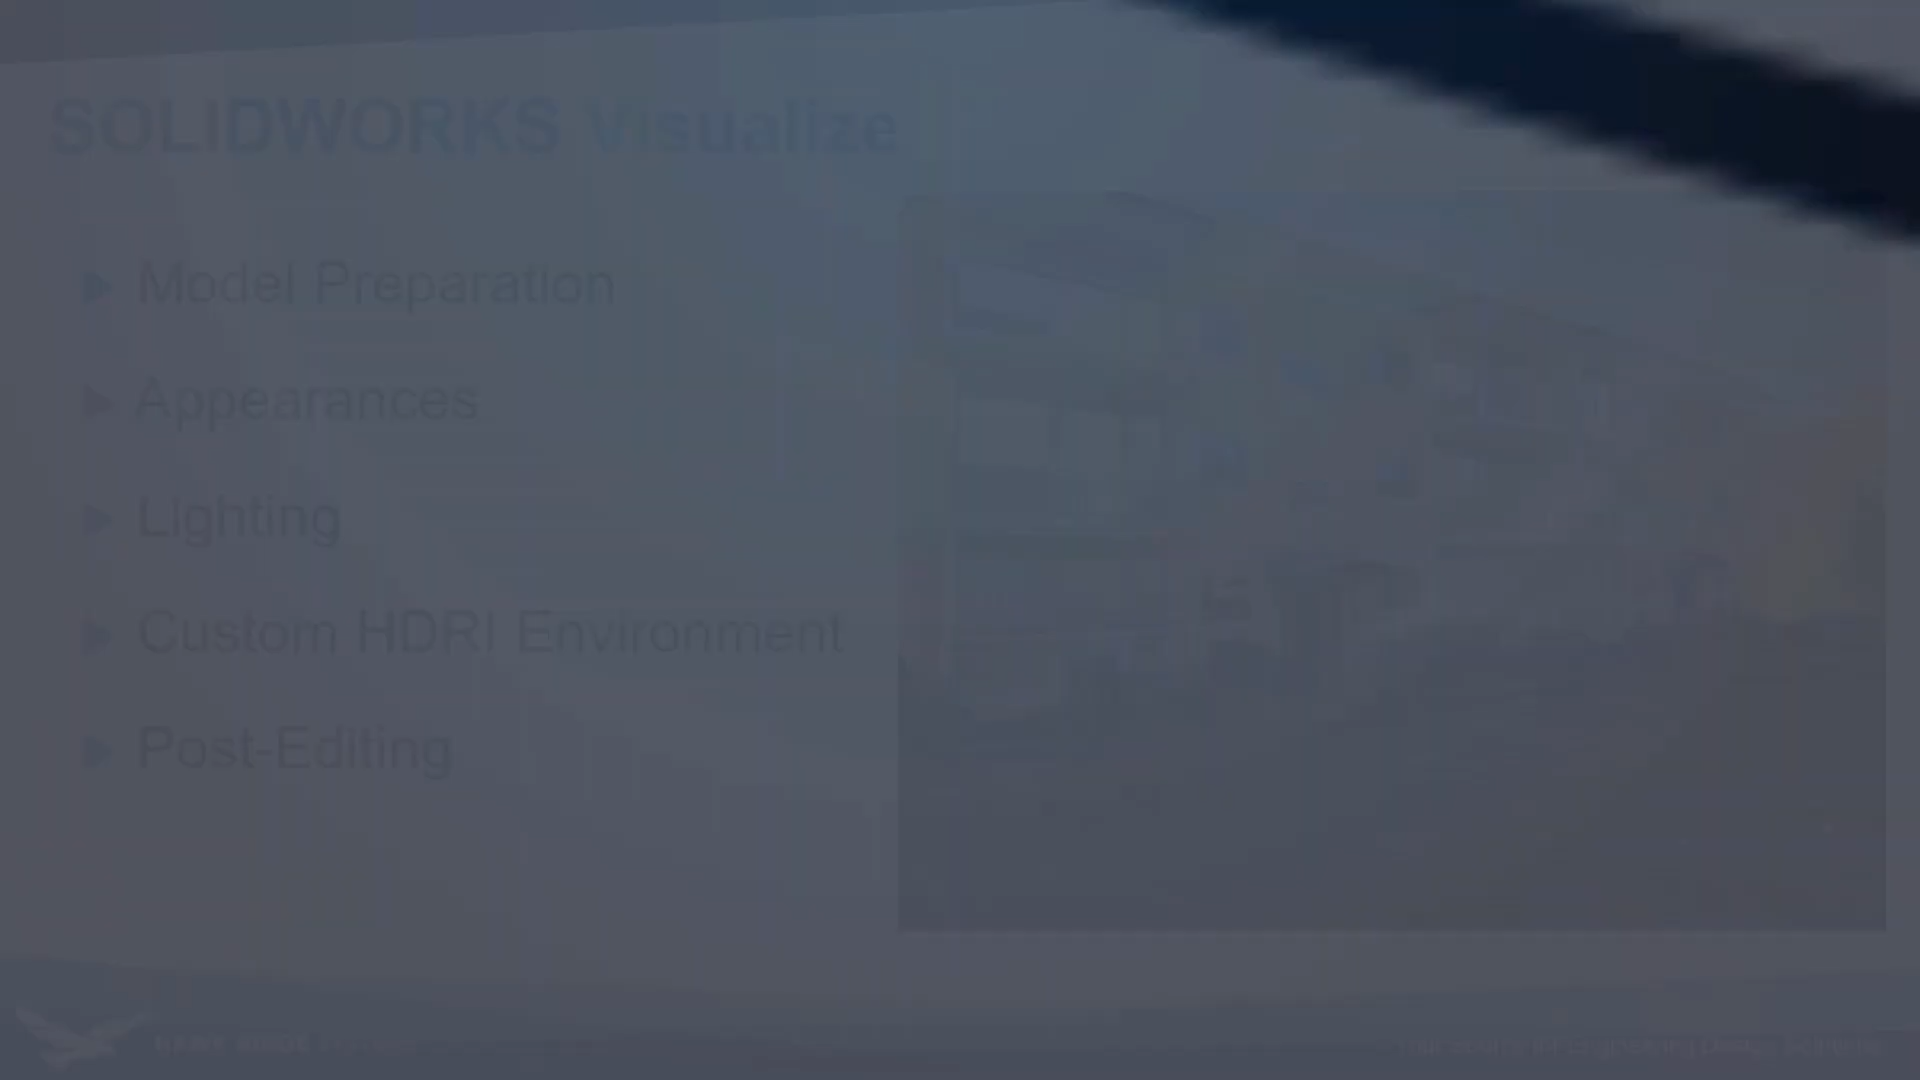 SOLIDWORKS Visualize
Model Preparation
Appearances
Lighting
Custom HDRI Environment
Post-Editing